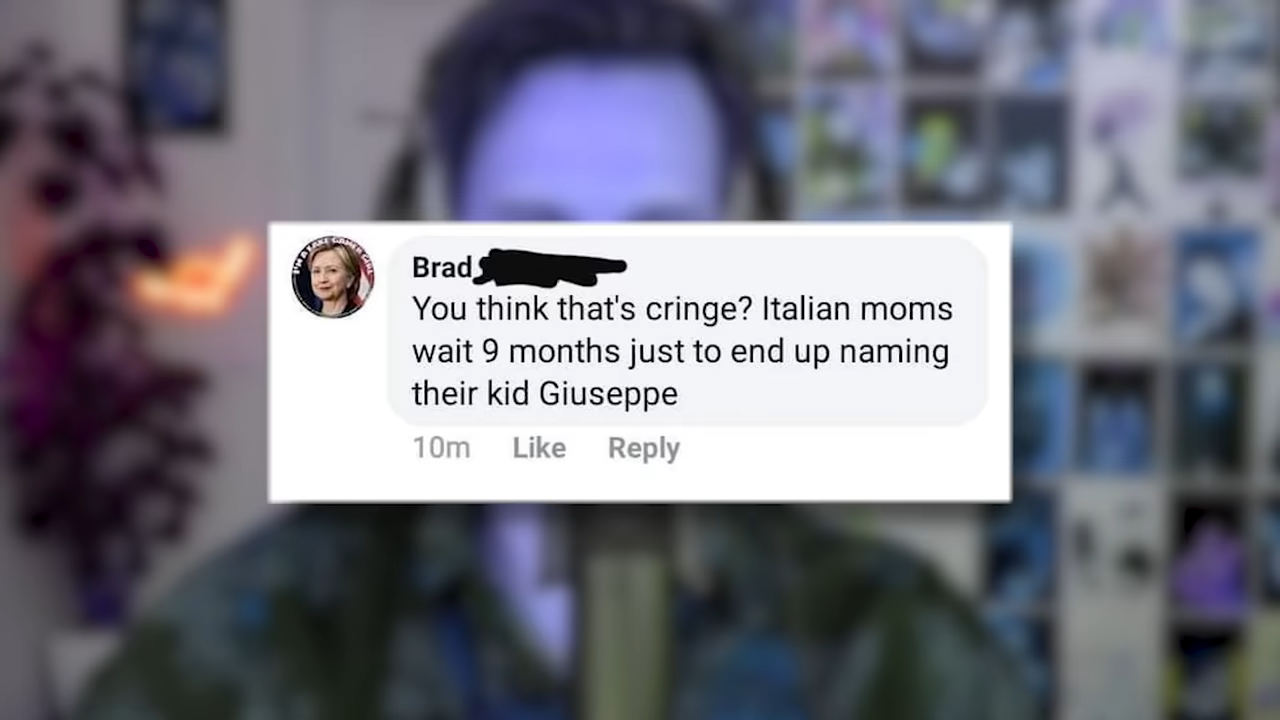 Brad
You think that's cringe? Italian moms
wait 9 months just to end up naming
their kid Giuseppe
10m Like Reply